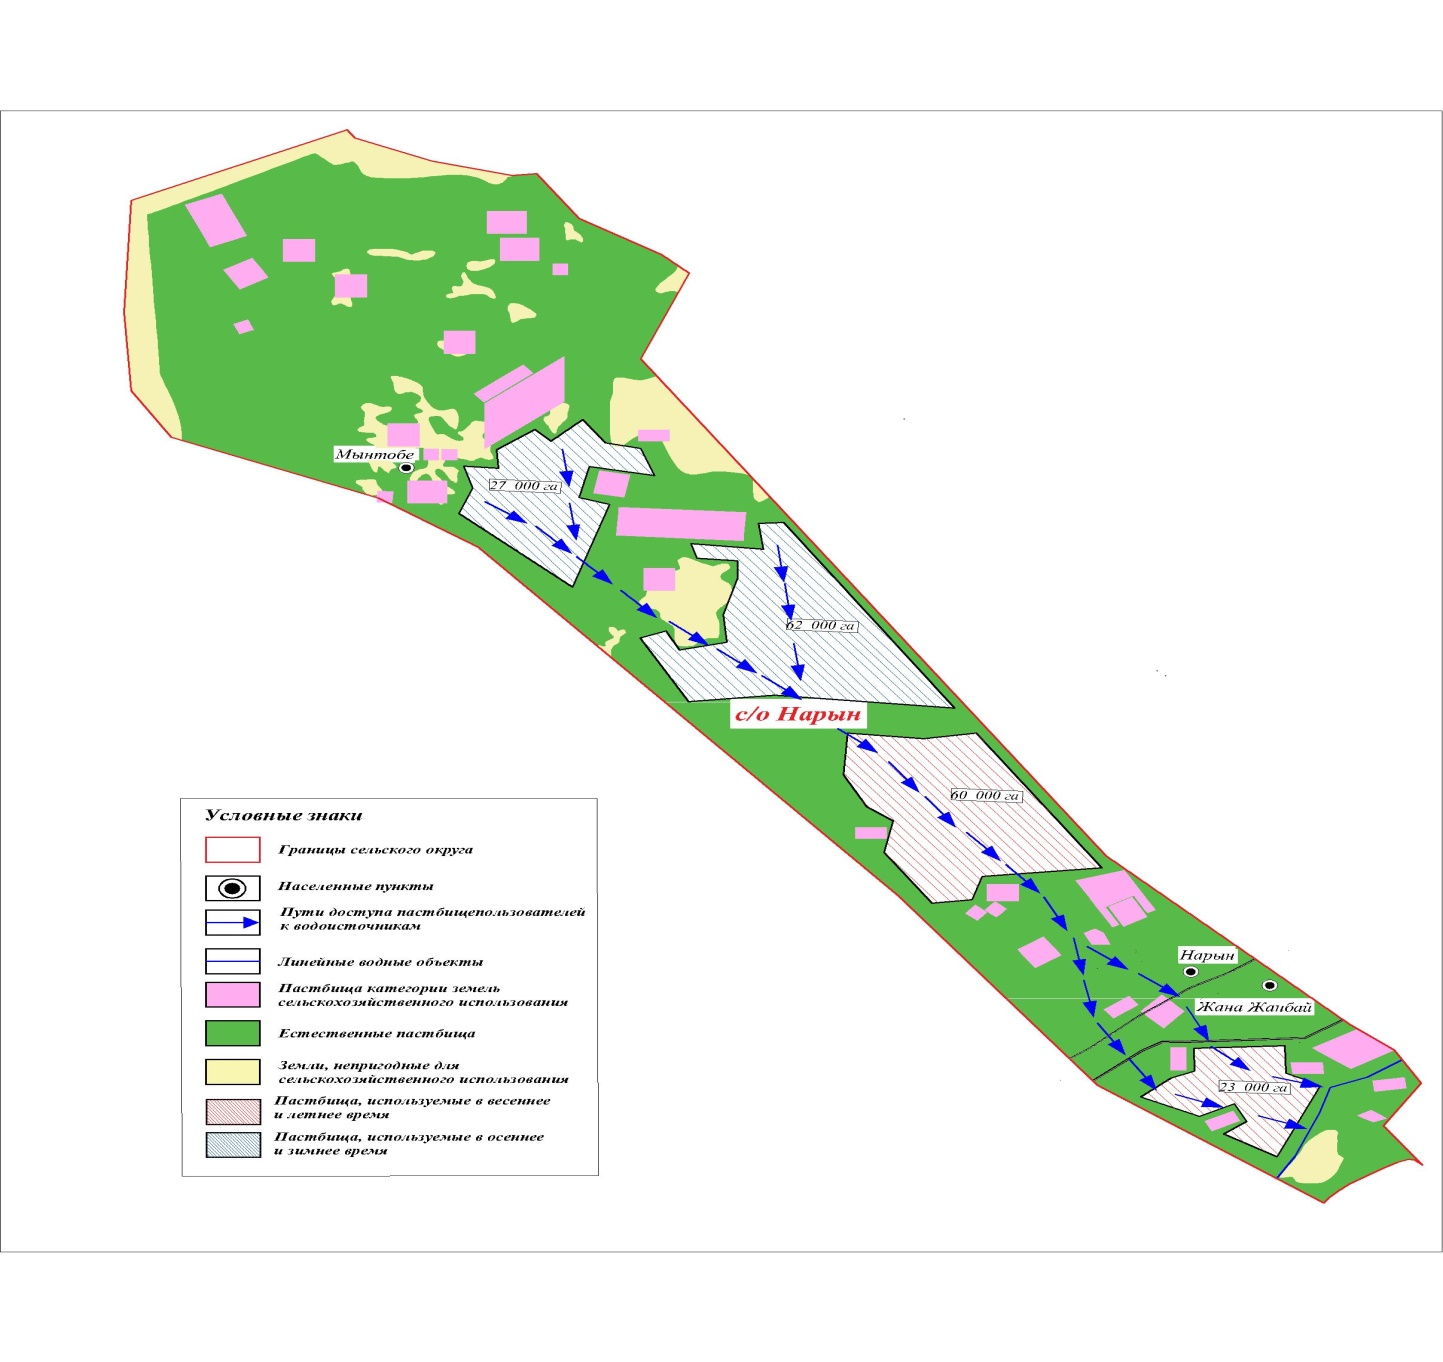 Мынтобе
27 000 га
62 000 га
с/о Нарын
60 000 га
Нарын
Жана Жанбай
23 000 га
Условные знаки
Границы сельского округа
Населенные пункты
Пути доступа пастбищепользователей
к водоисточникам
Линейные водные объекты
Пастбища категории земель
сельскохозяйственного использования
Естественные пастбища
Земли, непригодные для
сельскохозяйственного использования
Пастбища, используемые в весеннее
и летнее время
Пастбища, используемые в осеннее
и зимнее время